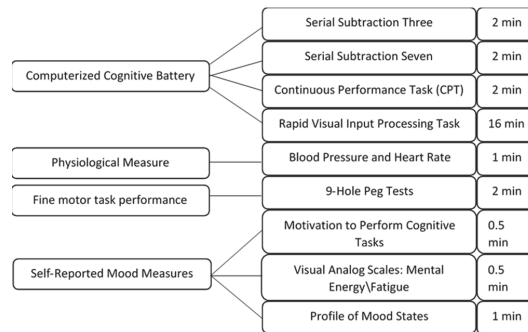 Serial Subtraction Three
2 min
Serial Subtraction Seven
2 min
Computerized Cognitive Battery
Continuous Performance Task (CPT)
2 min
Rapid Visual Input Processing Task
16 min
Physiological Measure
Blood Pressure and Heart Rate
1 min
Fine motor task performance
9-Hole Peg Tests
2 min
Motivation to Perform Cognitive
Tasks
0.5
min
Self-Reported Mood Measures
Visual Analog Scales: Mental
Energy\Fatigue
0.5
min
Profile of Mood States
1 min